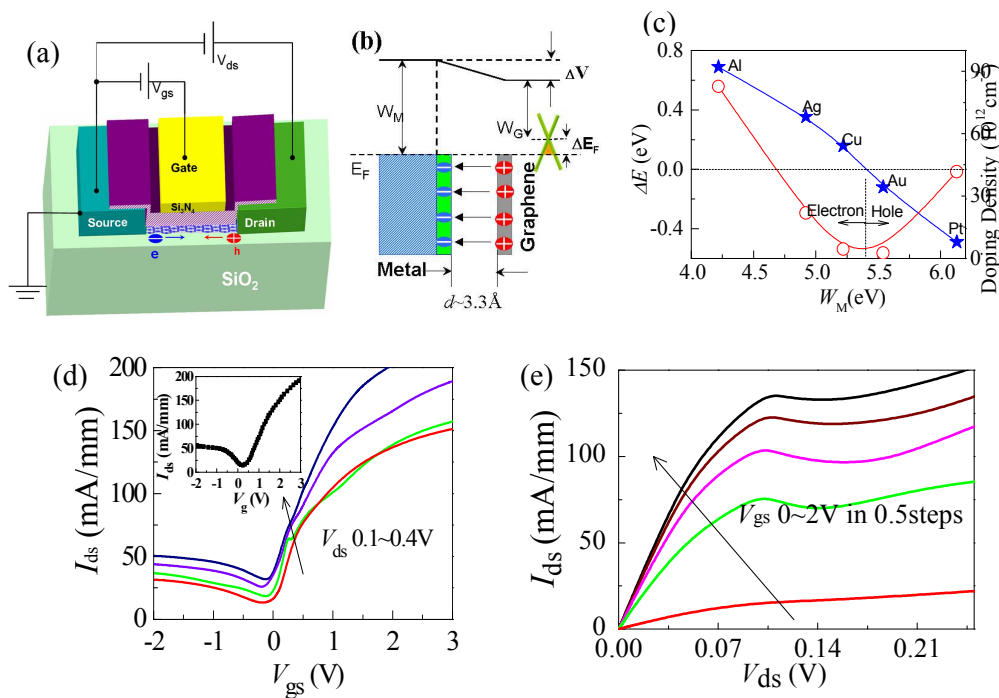 (a)
V_ds
V_gs
Gate
Si₃N₄
Source
Drain
e
h
SiO₂
(b)
ΔV
W_M
W_G
ΔE_F
E_F
Graphene
Metal
d~3.3Å
(c)
0.8
0.4
0.0
-0.4
ΔE (eV)
Al
Ag
Cu
Au
Pt
Electron
Hole
90
60
30
0
Doping Density (10¹² cm⁻²)
4.0
4.5
5.0
5.5
6.0
W_M(eV)
(d)
200
150
100
50
0
I_ds (mA/mm)
200
150
100
50
0
I_ds (mA/mm)
-2 -1 0 1 2 3
V_g(V)
V_ds 0.1~0.4V
-2 -1 0 1 2 3
V_gs (V)
(e)
150
100
50
0
I_ds (mA/mm)
V_gs 0~2V in 0.5steps
0.00 0.07 0.14 0.21
V_ds (V)